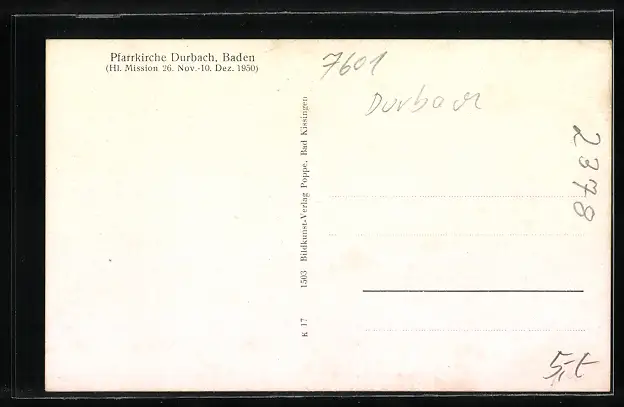 Pfarrkirche Durbach, Baden
(Hl. Mission 26. Nov.-10. Dez. 1950)
K 17 1503 Bildkunst-Verlag Poppe, Bad Kissingen
7601
Durbach
2378